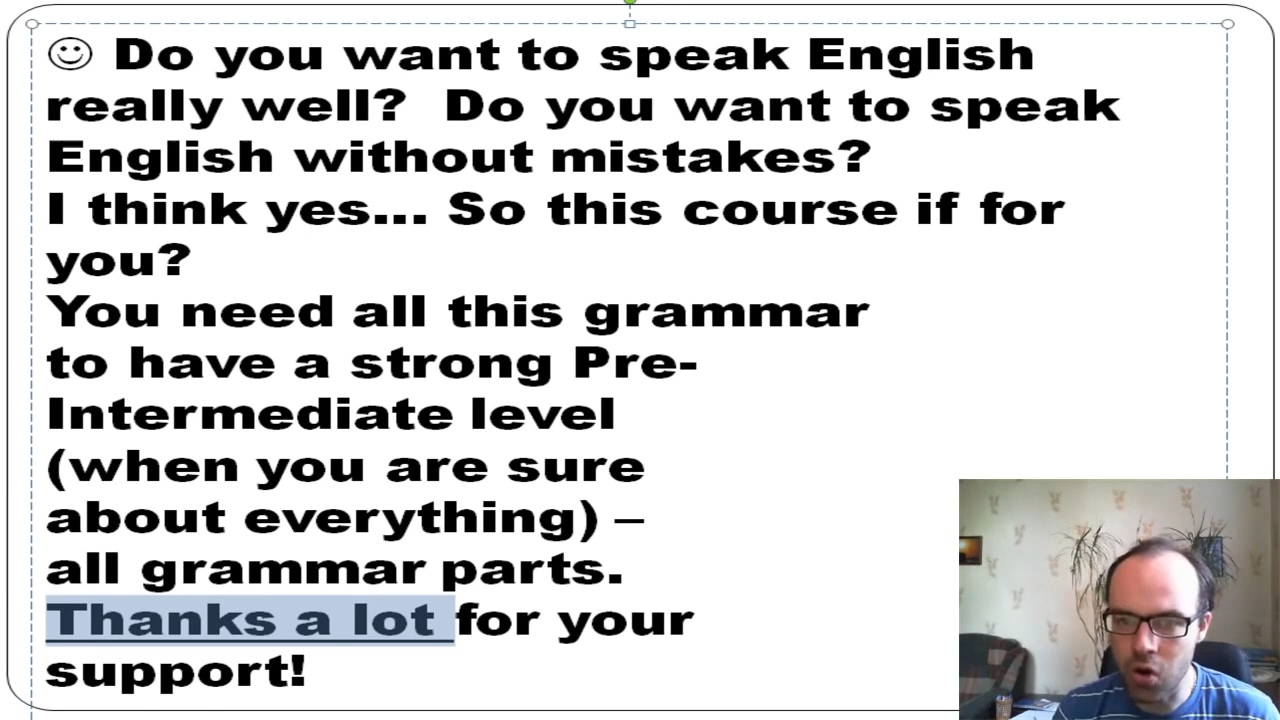 ☺ Do you want to speak English
really well? Do you want to speak
English without mistakes?
I think yes... So this course if for
you?
You need all this grammar
to have a strong Pre-
Intermediate level
(when you are sure
about everything) –
all grammar parts.
Thanks a lot for your
support!